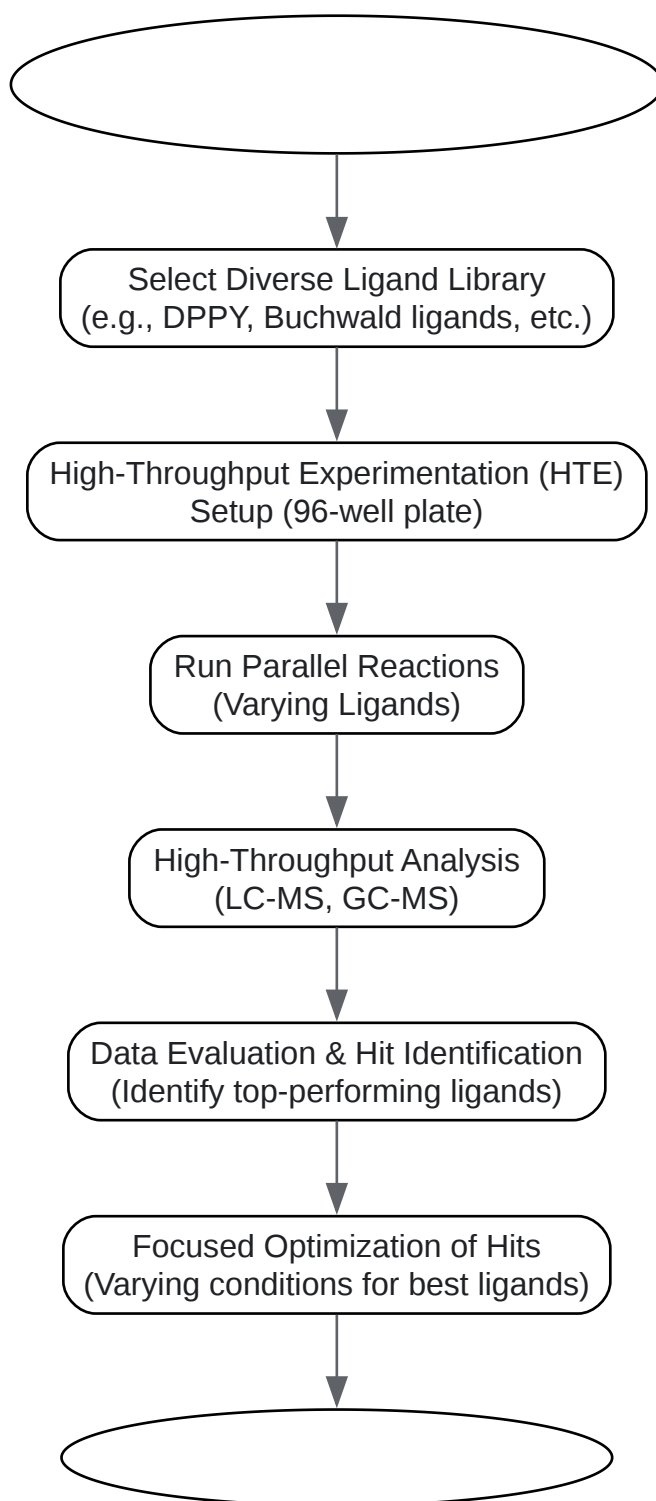 Select Diverse Ligand Library
(e.g., DPPY, Buchwald ligands, etc.)
High-Throughput Experimentation (HTE)
Setup (96-well plate)
Run Parallel Reactions
(Varying Ligands)
High-Throughput Analysis
(LC-MS, GC-MS)
Data Evaluation & Hit Identification
(Identify top-performing ligands)
Focused Optimization of Hits
(Varying conditions for best ligands)